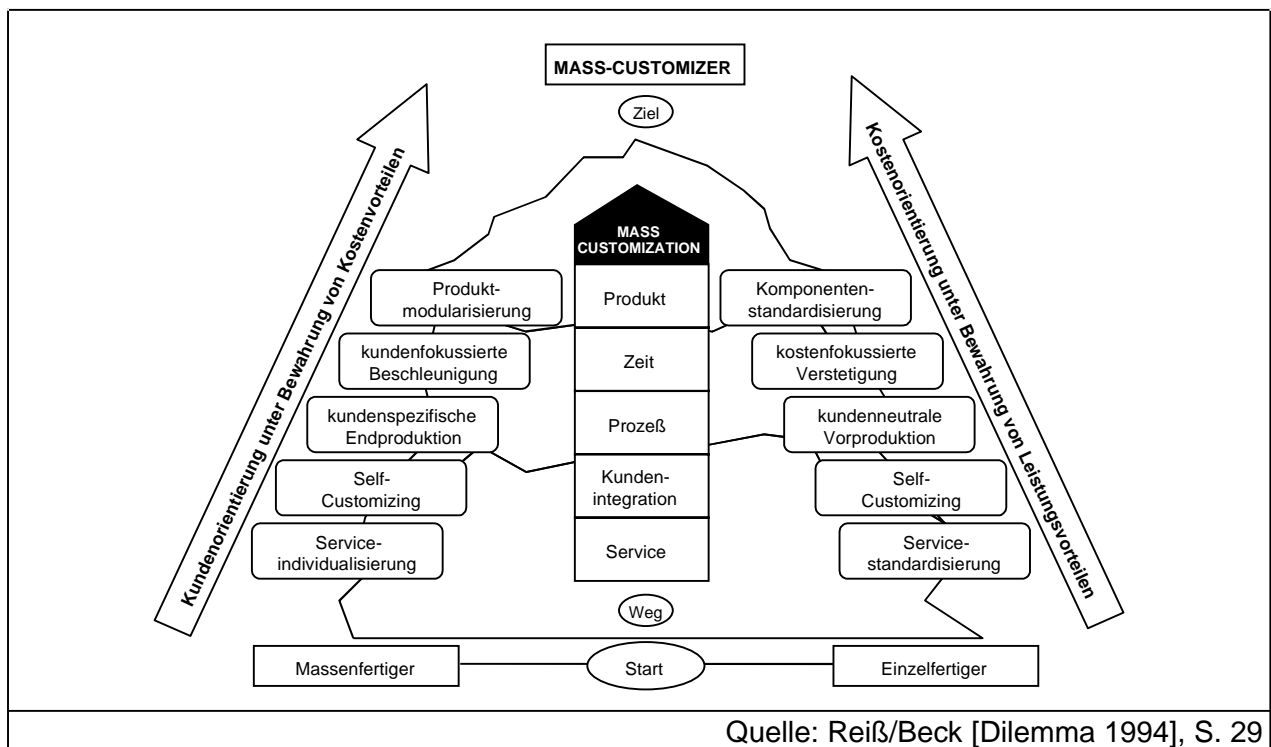 MASS-CUSTOMIZER
Ziel
Kundenorientierung unter Bewahrung von Kostenvorteilen
Kostenorientierung unter Bewahrung von Leistungsvorteilen
MASS
CUSTOMIZATION
Produkt-
modularisierung
Produkt
Komponenten-
standardisierung
kundenfokussierte
Beschleunigung
Zeit
kostenfokussierte
Verstetigung
kundenspezifische
Endproduktion
Prozeß
kundenneutrale
Vorproduktion
Self-
Customizing
Kunden-
integration
Self-
Customizing
Service-
individualisierung
Service
Service-
standardisierung
Weg
Massenfertiger
Start
Einzelfertiger
Quelle: Reiß/Beck [Dilemma 1994], S. 29